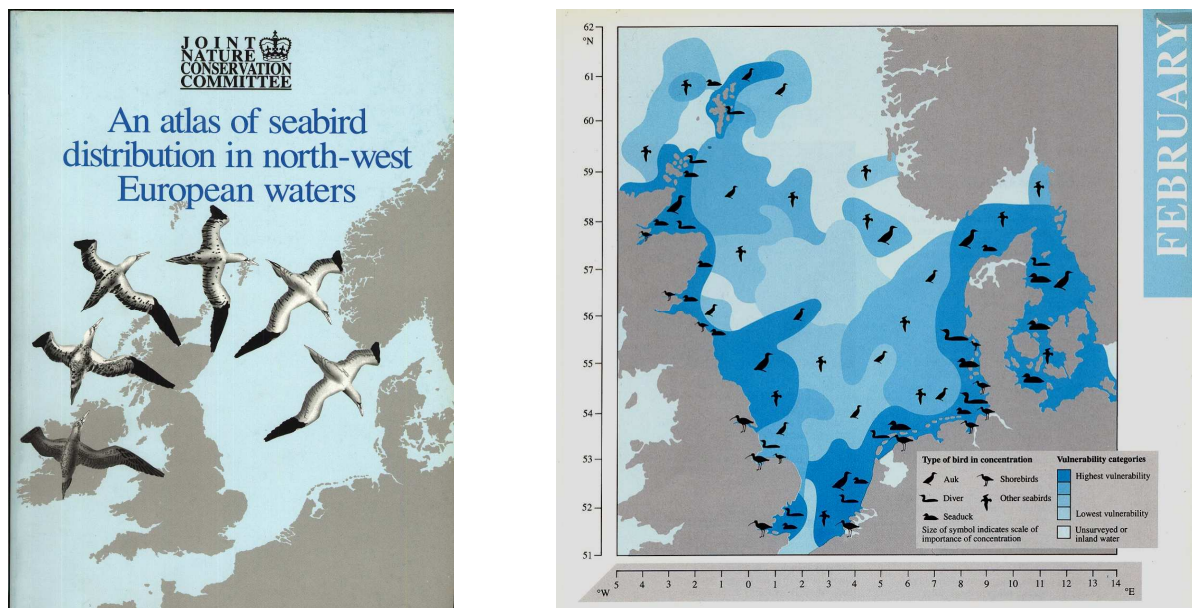 JOINT
NATURE
CONSERVATION
COMMITTEE
An atlas of seabird
distribution in north-west
European waters
FEBRUARY
62
°N
61
60
59
58
57
56
55
54
53
52
51
Type of bird in concentration
Auk
Shorebirds
Diver
Other seabirds
Seaduck
Size of symbol indicates scale of
importance of concentration
Vulnerability categories
Highest vulnerability
Lowest vulnerability
Unsurveyed or
inland water
5 4 3 2 1 0 1 2 3 4 5 6 7 8 9 10 11 12 13 14
°W °E